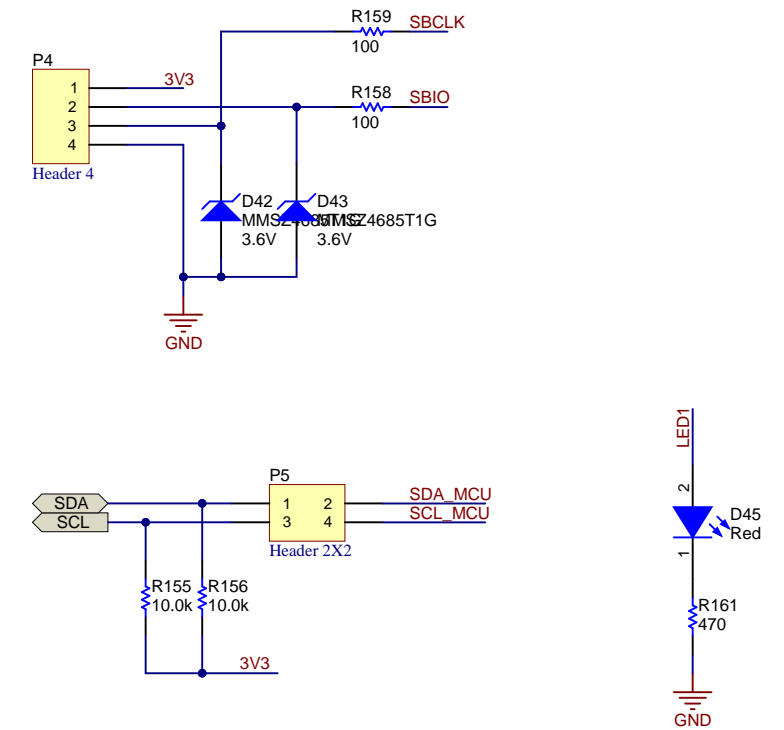 R159
SBCLK
100
P4
1
3V3
2
3
4
R158
SBIO
100
Header 4
D42
MMSZ4685T1G
3.6V
D43
MMSZ4685T1G
3.6V
GND
LED1
P5
SDA
SCL
1
2
3
4
SDA_MCU
SCL_MCU
Header 2X2
2
D45
Red
1
R155
10.0k
R156
10.0k
3V3
R161
470
GND